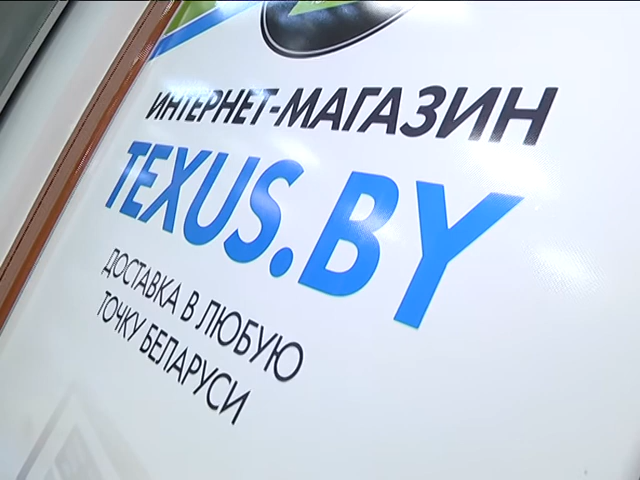 ИНТЕРНЕТ-МАГАЗИН
TEXUS.BY
ДОСТАВКА В ЛЮБУЮ
ТОЧКУ БЕЛАРУСИ